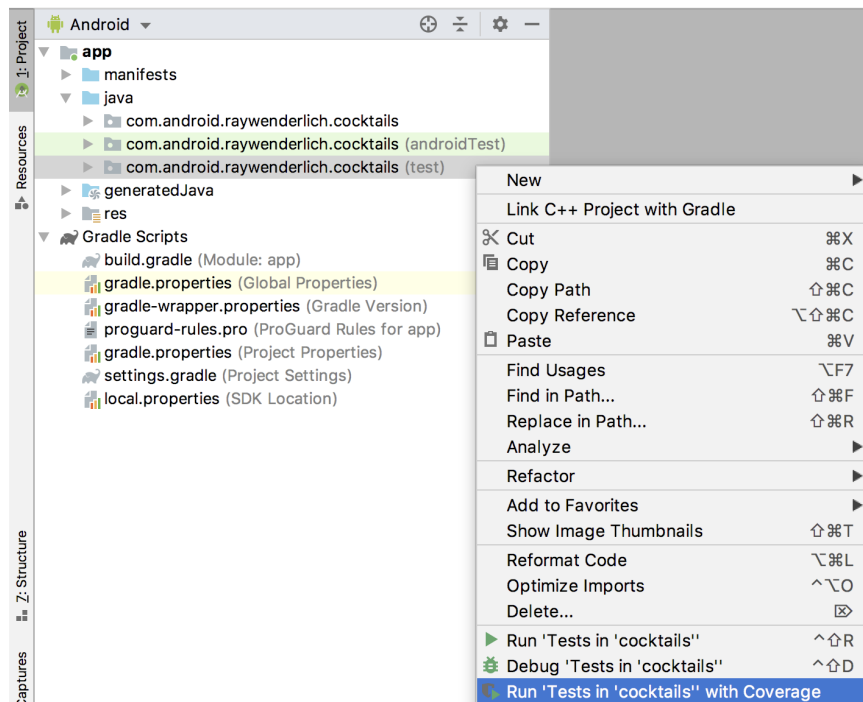 1: Project
Resources
Z: Structure
Captures
Android
app
manifests
java
com.android.raywenderlich.cocktails
com.android.raywenderlich.cocktails (androidTest)
com.android.raywenderlich.cocktails (test)
generatedJava
res
Gradle Scripts
build.gradle (Module: app)
gradle.properties (Global Properties)
gradle-wrapper.properties (Gradle Version)
proguard-rules.pro (ProGuard Rules for app)
gradle.properties (Project Properties)
settings.gradle (Project Settings)
local.properties (SDK Location)
New
Link C++ Project with Gradle
Cut ⌘X
Copy ⌘C
Copy Path ⇧⌘C
Copy Reference ⌥⇧⌘C
Paste ⌘V
Find Usages ⌥F7
Find in Path... ⇧⌘F
Replace in Path... ⇧⌘R
Analyze
Refactor
Add to Favorites
Show Image Thumbnails ⇧⌘T
Reformat Code ⌥⌘L
Optimize Imports ^⌥O
Delete... ⌦
Run 'Tests in 'cocktails'' ^⇧R
Debug 'Tests in 'cocktails'' ^⇧D
Run 'Tests in 'cocktails'' with Coverage